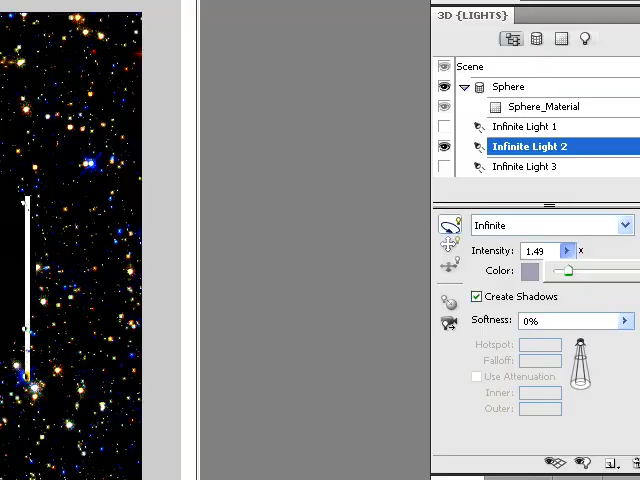 3D {LIGHTS}
Scene
Sphere
Sphere_Material
Infinite Light 1
Infinite Light 2
Infinite Light 3
Infinite
Intensity: 1.49 x
Color:
Create Shadows
Softness: 0%
Hotspot:
Falloff:
Use Attenuation
Inner:
Outer: